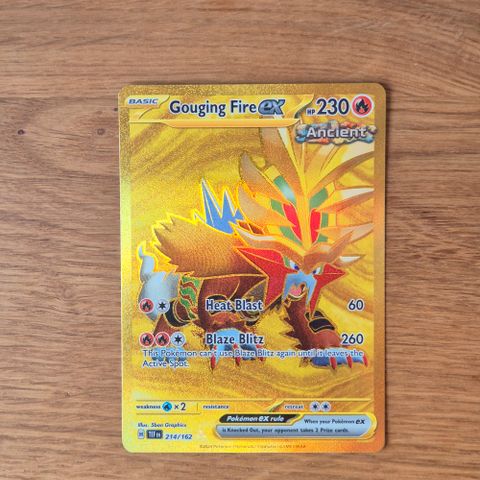 BASIC
Gouging Fire ex HP 230
Ancient
Heat Blast 60
Blaze Blitz 260
This Pokémon can't use Blaze Blitz again until it leaves the
Active Spot.
weakness ×2 resistance retreat
Pokémon ex rule When your Pokémon ex
is Knocked Out, your opponent takes 2 Prize cards.
Illus. 5ban Graphics
H TEF EN 214/162